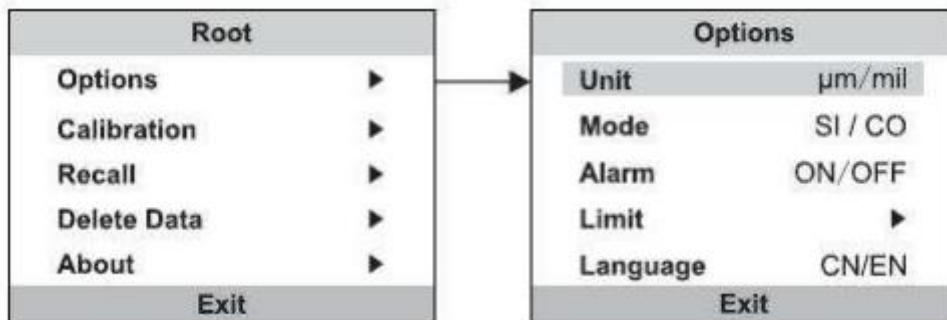 Root
Options ▶
Calibration ▶
Recall ▶
Delete Data ▶
About ▶
Exit
Options
Unit μm/mil
Mode SI / CO
Alarm ON/OFF
Limit ▶
Language CN/EN
Exit